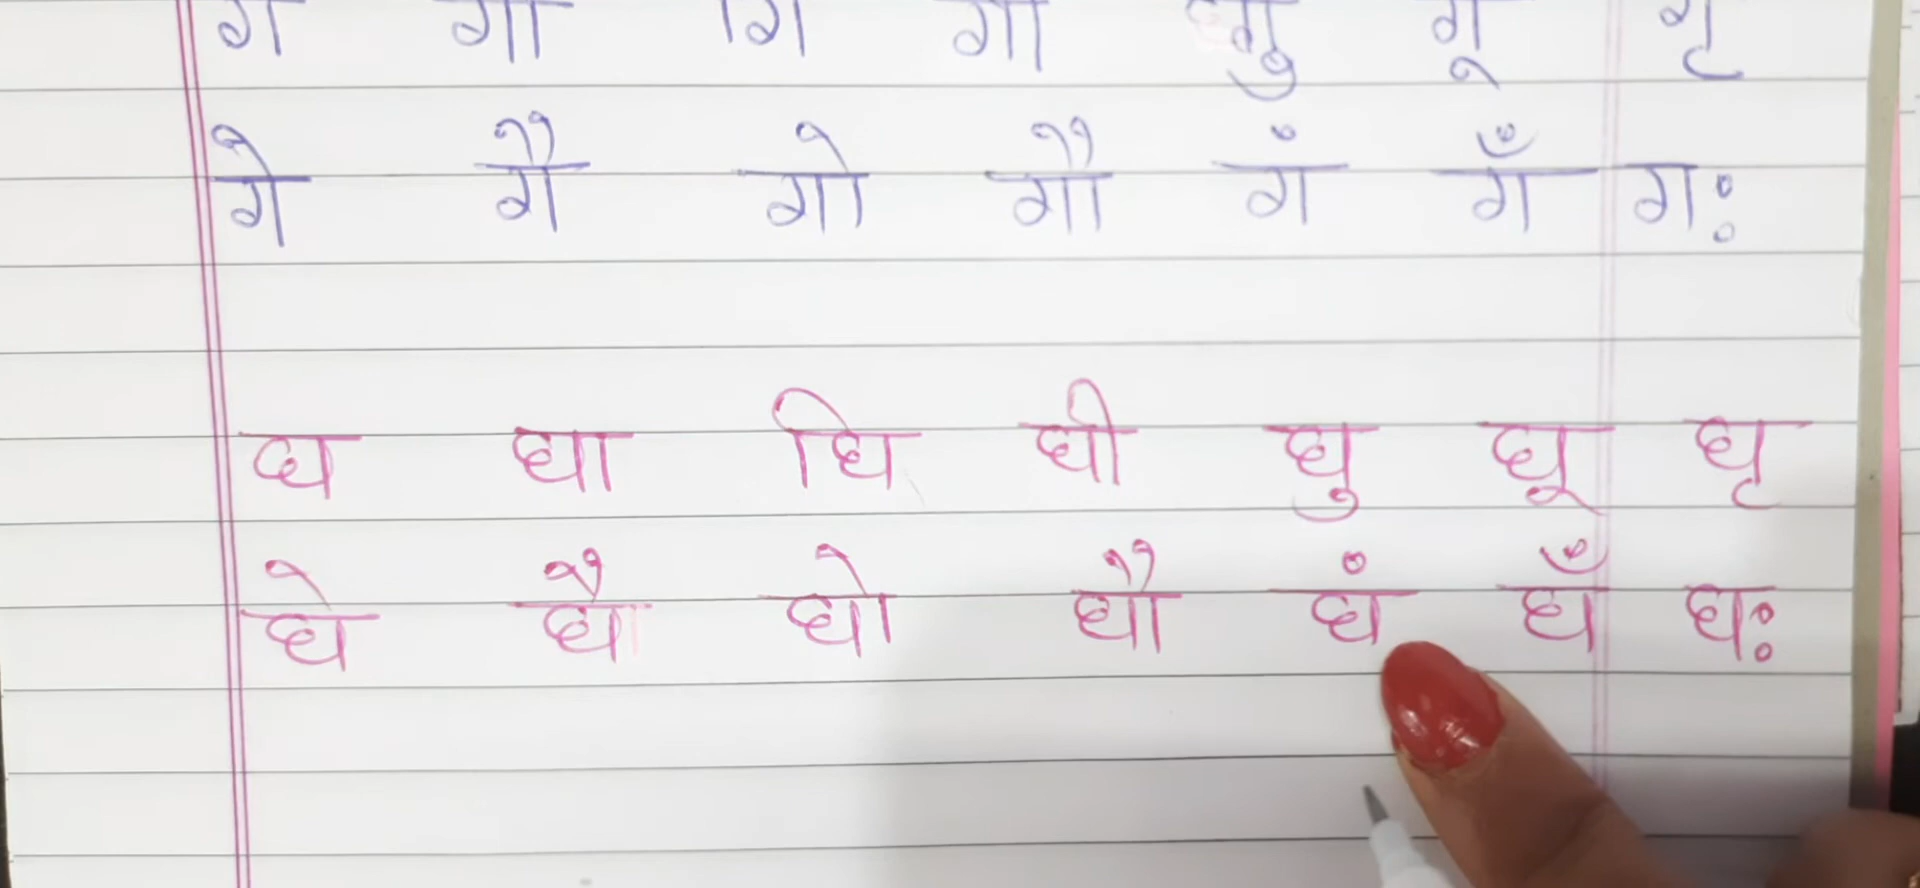 ग गा गि गी गु गू गृ
गे गै गो गौ गं गँ गः
घ घा घि घी घु घू घृ
घे घै घो घौ घं घँ घः